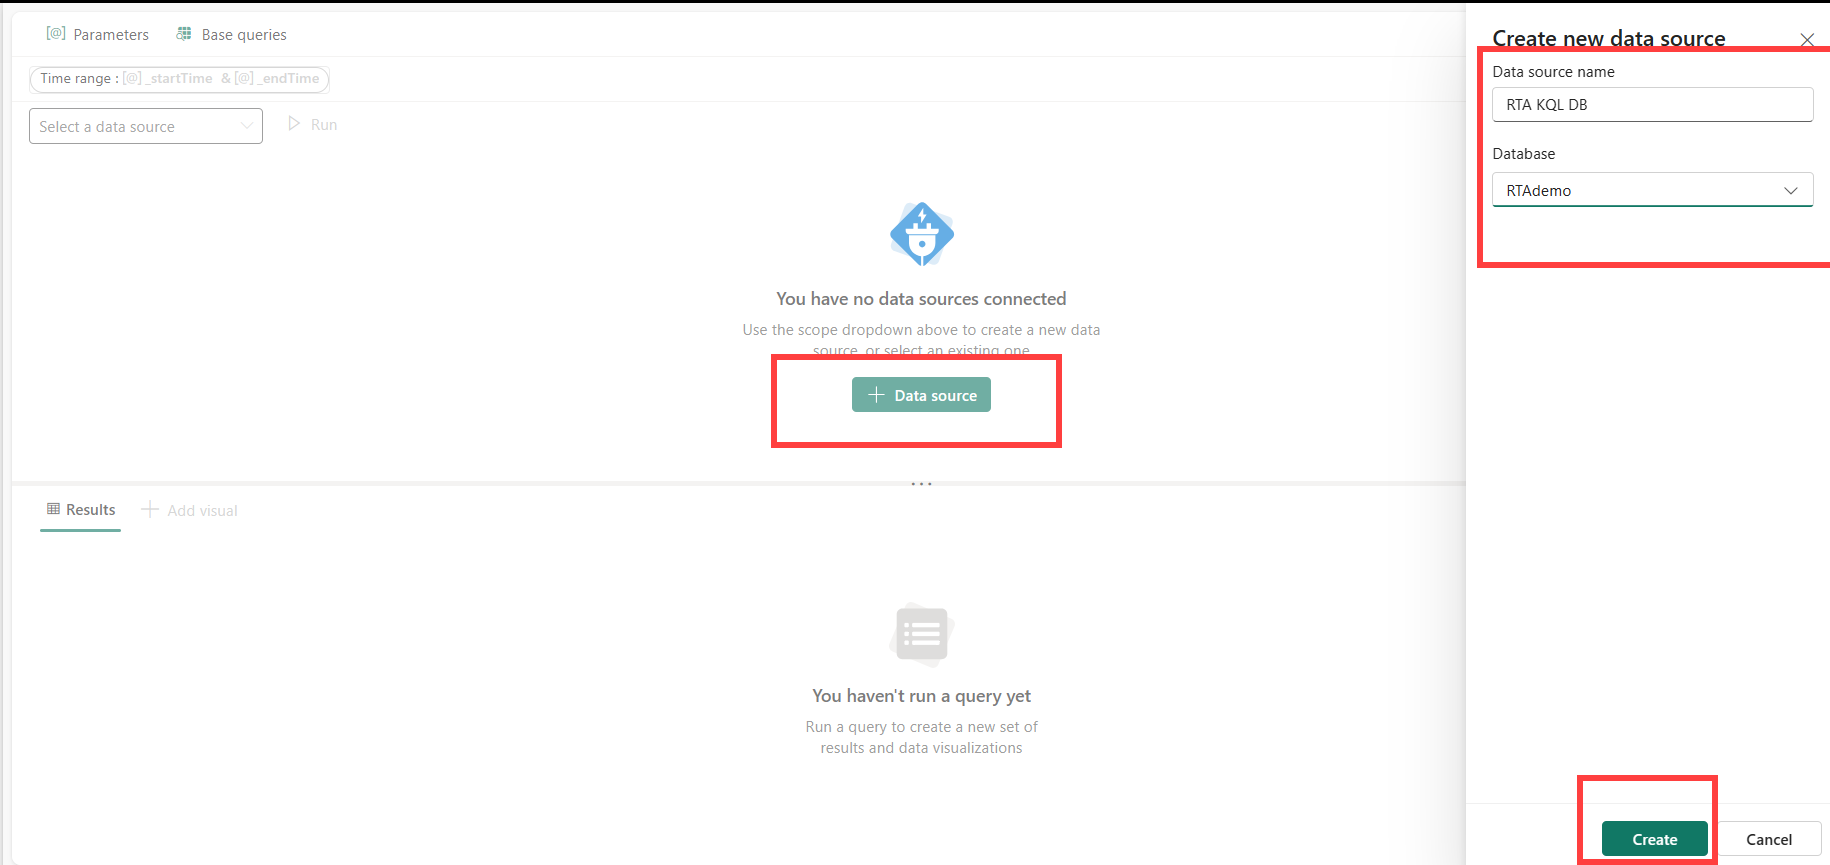 [@] Parameters Base queries
Time range : [@] _startTime & [@] _endTime
Select a data source Run
You have no data sources connected
Use the scope dropdown above to create a new data
source, or select an existing one
+ Data source
Results + Add visual
You haven't run a query yet
Run a query to create a new set of
results and data visualizations
Create new data source
Data source name
RTA KQL DB
Database
RTAdemo
Create Cancel